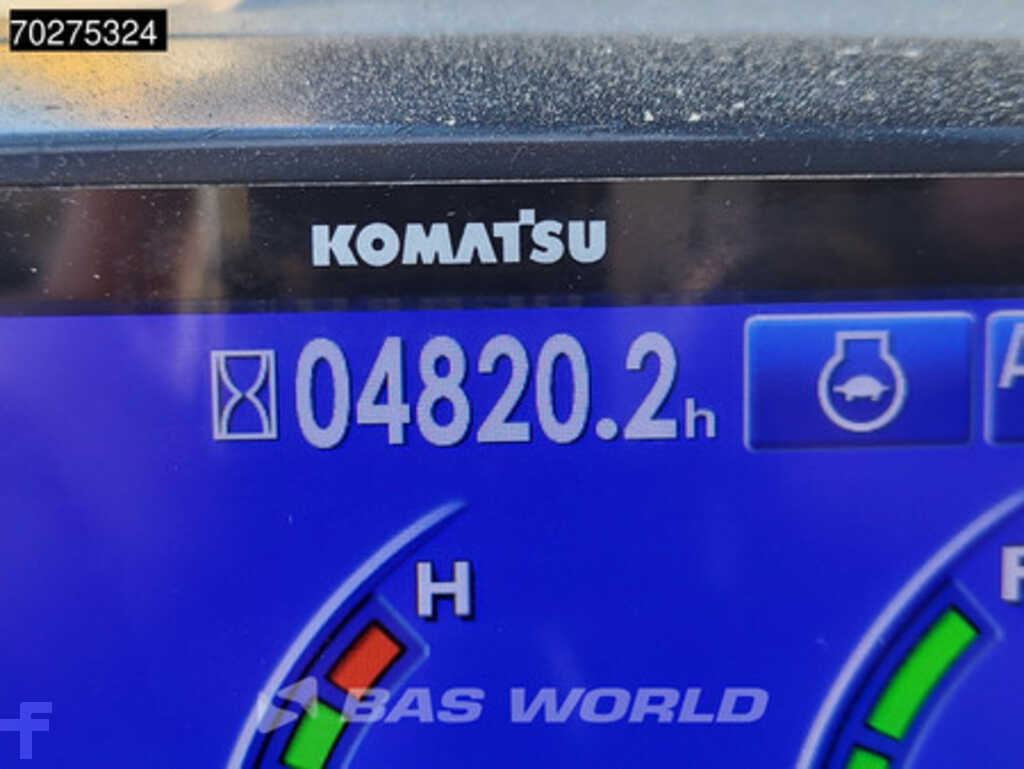 70275324
KOMATSU
04820.2h
A
H
F
BAS WORLD
f